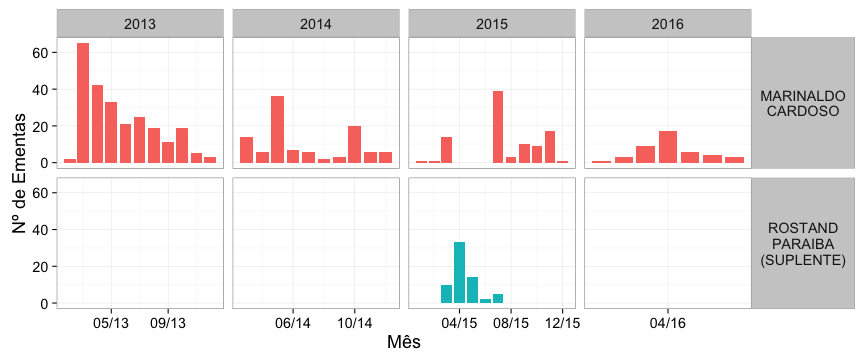 2013 2014 2015 2016
60
40
20
0
MARINALDO
CARDOSO
Nº de Ementas
60
40
20
0
ROSTAND
PARAIBA
(SUPLENTE)
05/13 09/13 06/14 10/14 04/15 08/15 12/15 04/16
Mês